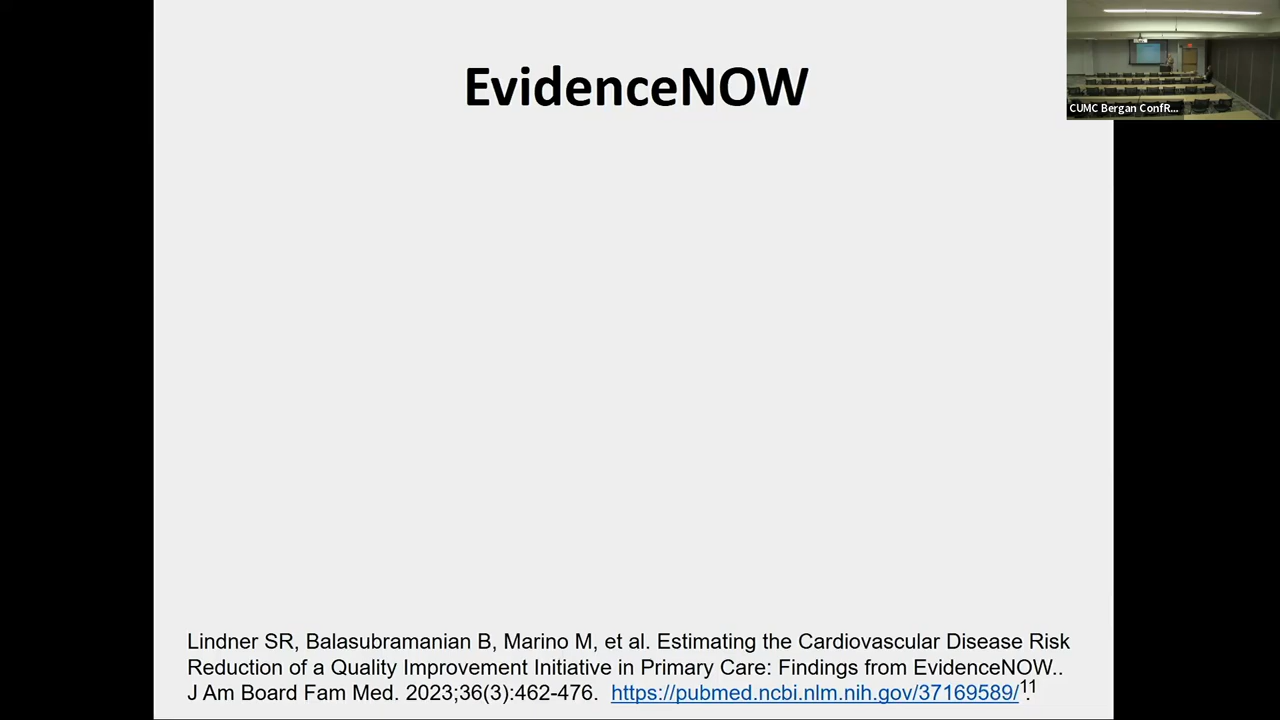 EvidenceNOW
CUMC Bergan ConfR...
Lindner SR, Balasubramanian B, Marino M, et al. Estimating the Cardiovascular Disease Risk
Reduction of a Quality Improvement Initiative in Primary Care: Findings from EvidenceNOW..
J Am Board Fam Med. 2023;36(3):462-476. https://pubmed.ncbi.nlm.nih.gov/37169589/.
11